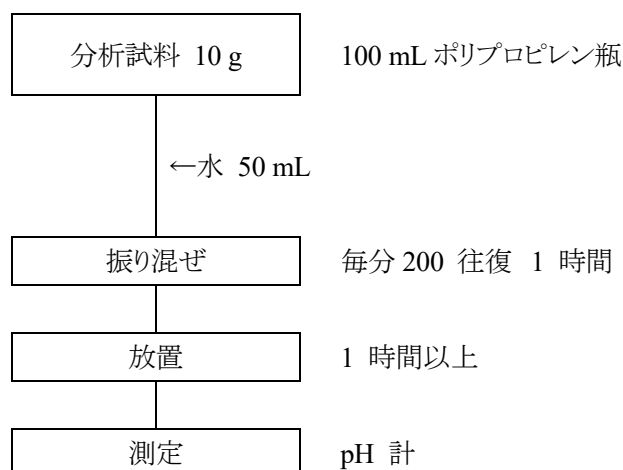 分析試料 10 g 100 mL ポリプロピレン瓶
←水 50 mL
振り混ぜ 毎分 200 往復 1 時間
放置 1 時間以上
測定 pH 計